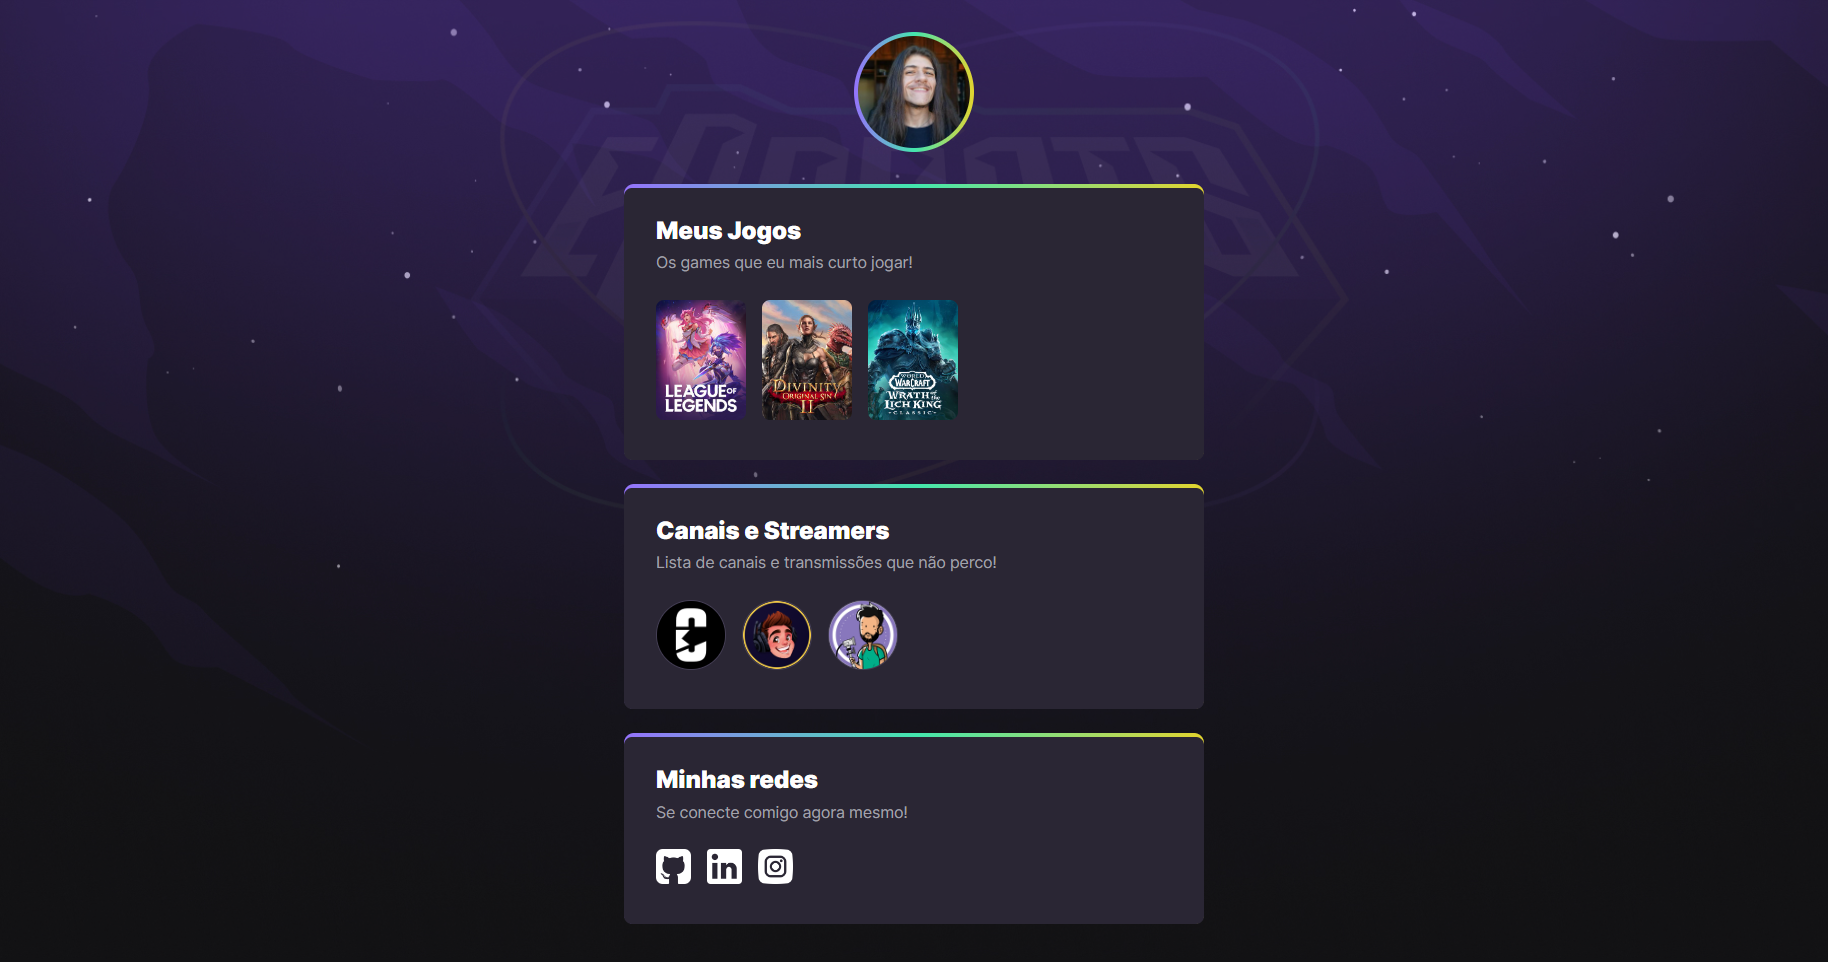 ESPORTS
Meus Jogos
Os games que eu mais curto jogar!
LEAGUE OF
LEGENDS
DIVINITY
ORIGINAL SIN
II
WORLD
WARCRAFT
WRATH of the
LICH KING
CLASSIC
Canais e Streamers
Lista de canais e transmissões que não perco!
Minhas redes
Se conecte comigo agora mesmo!
in